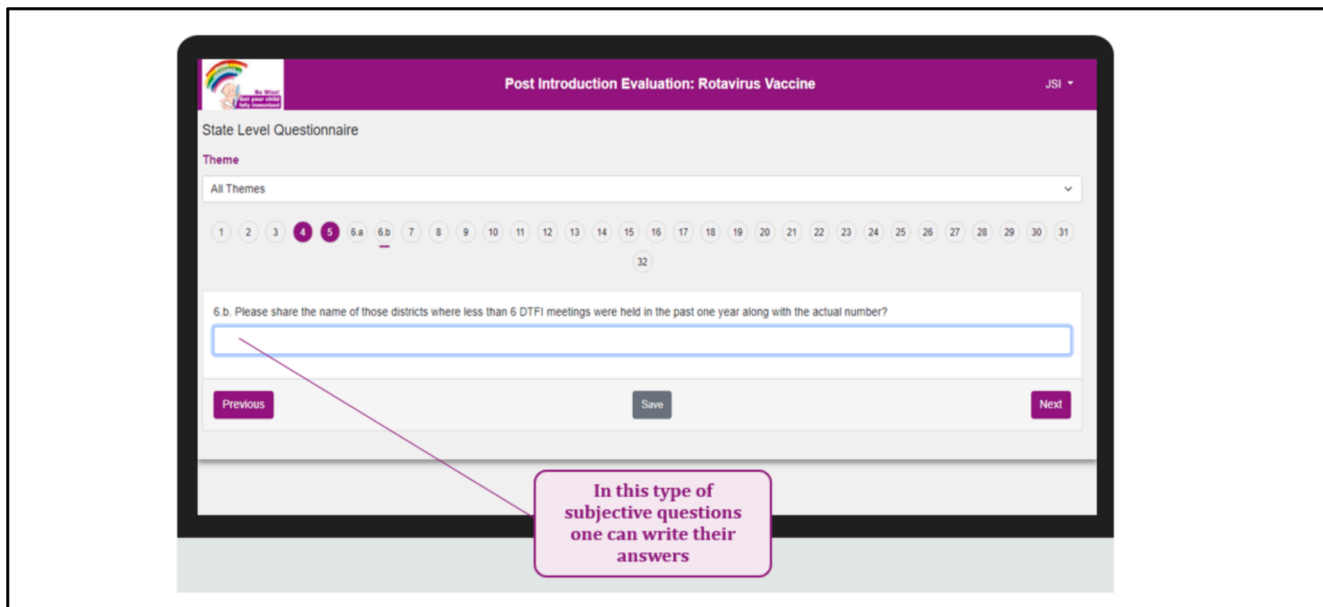 Be Wise!
Get your child
fully immunized
Post Introduction Evaluation: Rotavirus Vaccine
JSI
State Level Questionnaire
Theme
All Themes
1 2 3 4 5 6.a 6.b 7 8 9 10 11 12 13 14 15 16 17 18 19 20 21 22 23 24 25 26 27 28 29 30 31
32
6.b. Please share the name of those districts where less than 6 DTFI meetings were held in the past one year along with the actual number?
Previous
Save
Next
In this type of
subjective questions
one can write their
answers